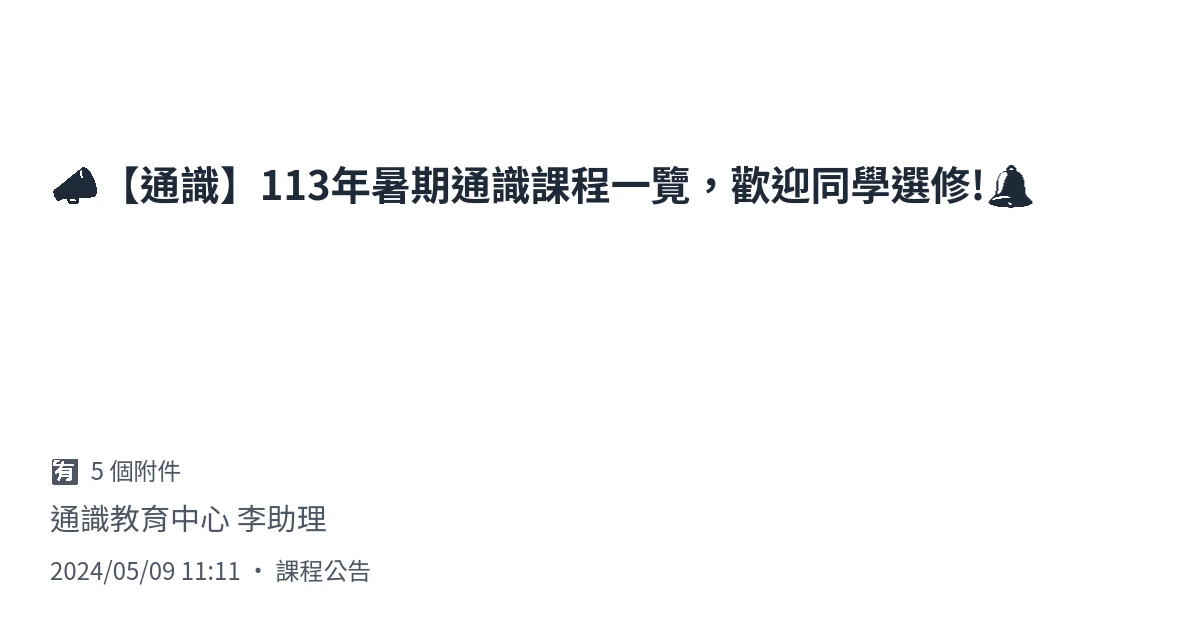 📣【通識】113年暑期通識課程一覽，歡迎同學選修!🔔
🈶 5 個附件
通識教育中心 李助理
2024/05/09 11:11 • 課程公告